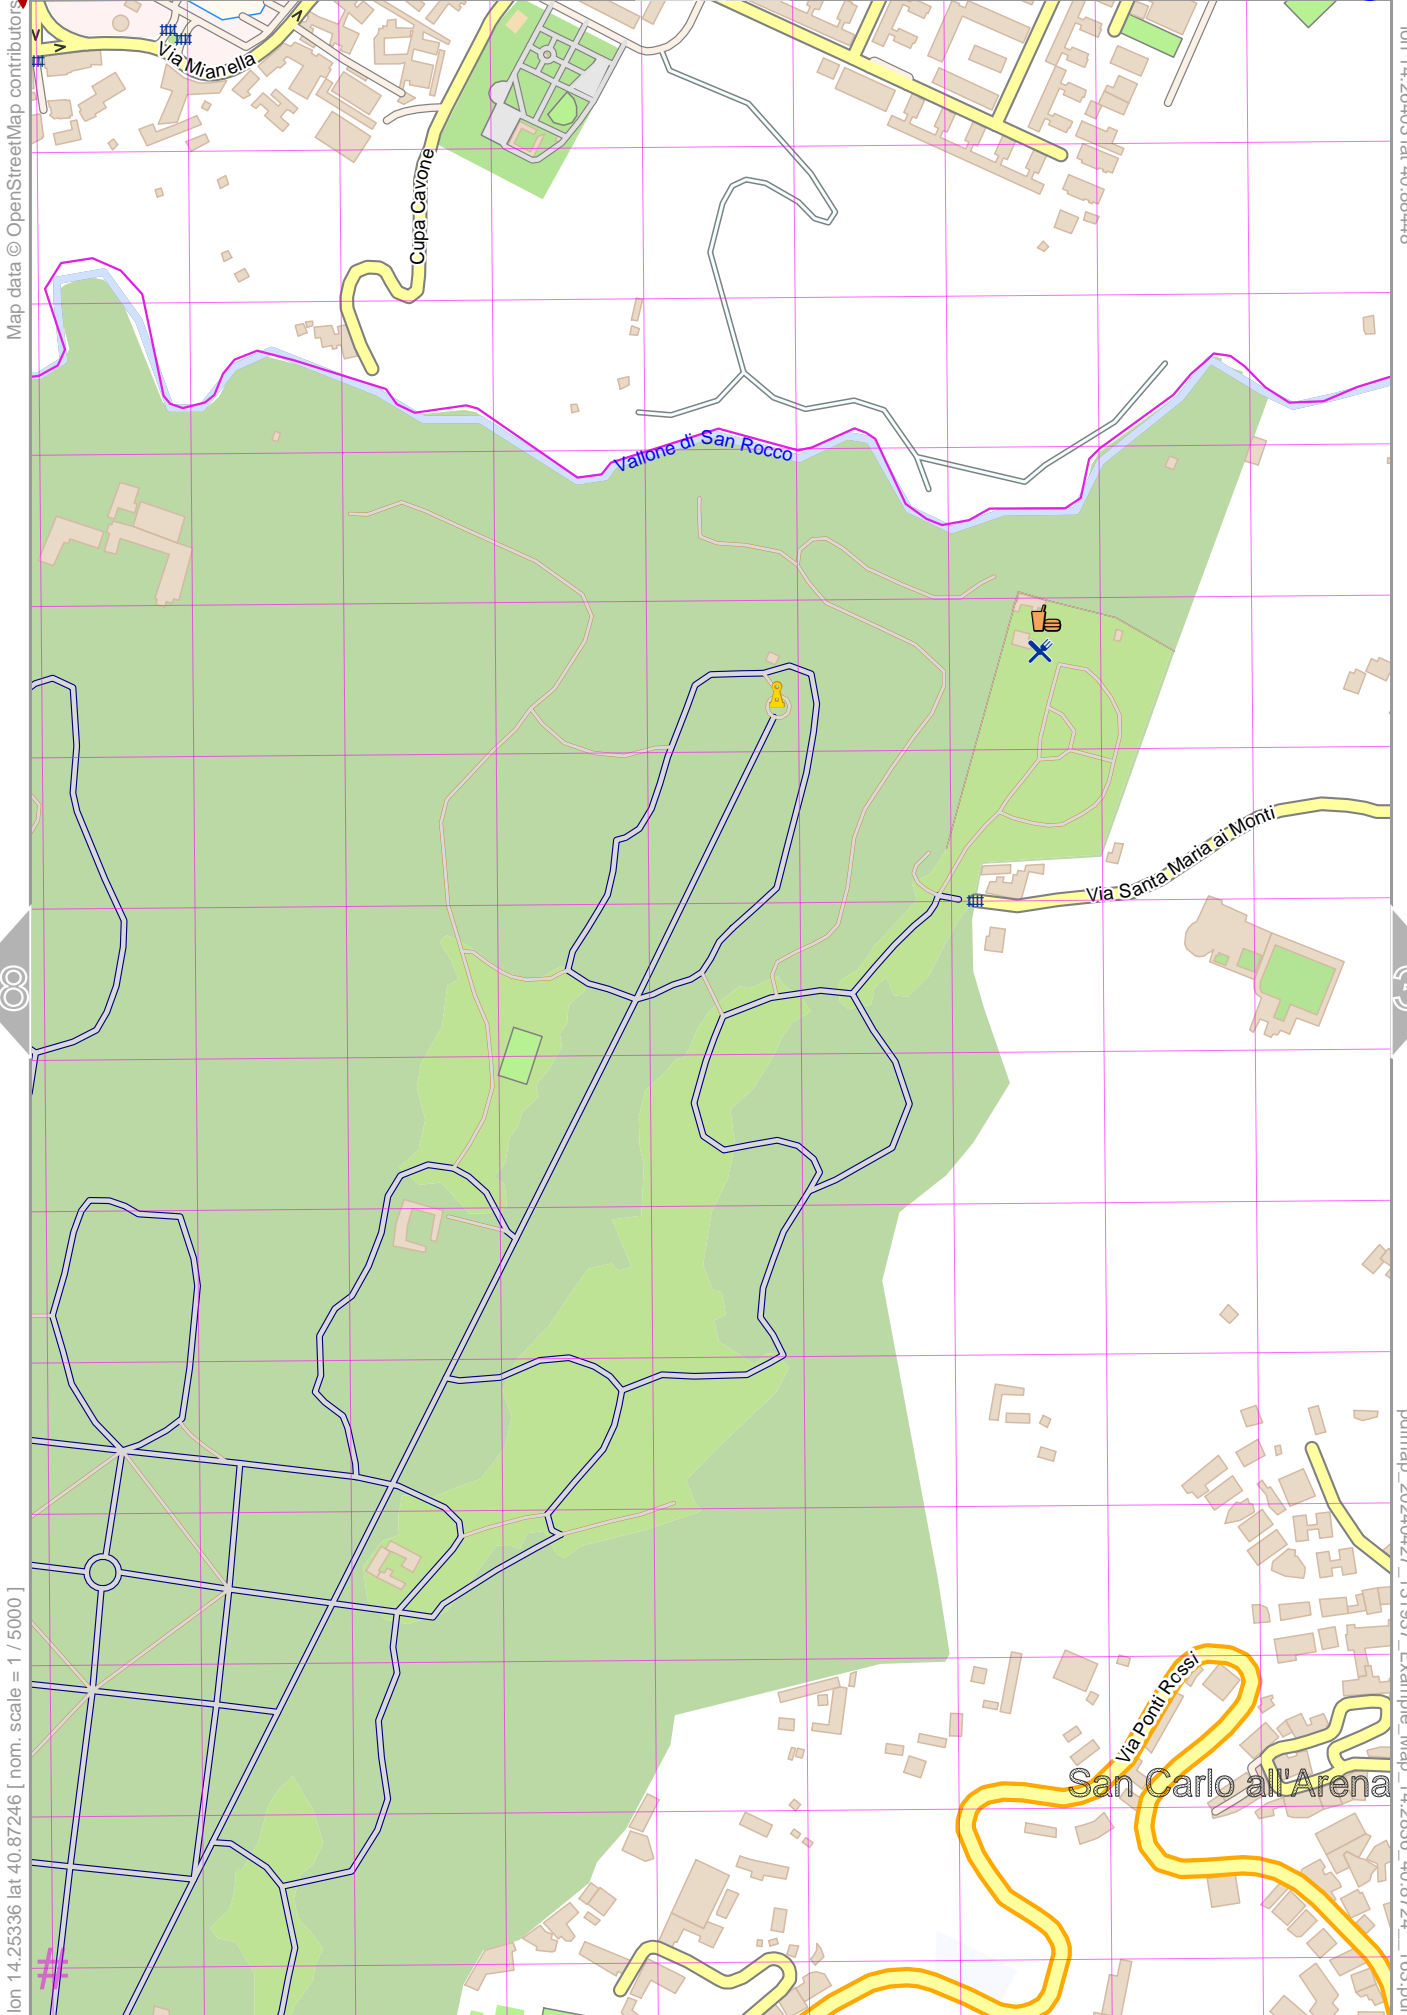 Map data © OpenStreetMap contributors
Via Mianella
Cupa Cavone
Vallone di San Rocco
Via Santa Maria ai Monti
8
Via Ponti Rossi
San Carlo all'Arena
lon 14.25336 lat 40.87246 [ nom. scale = 1 / 5000 ]
#